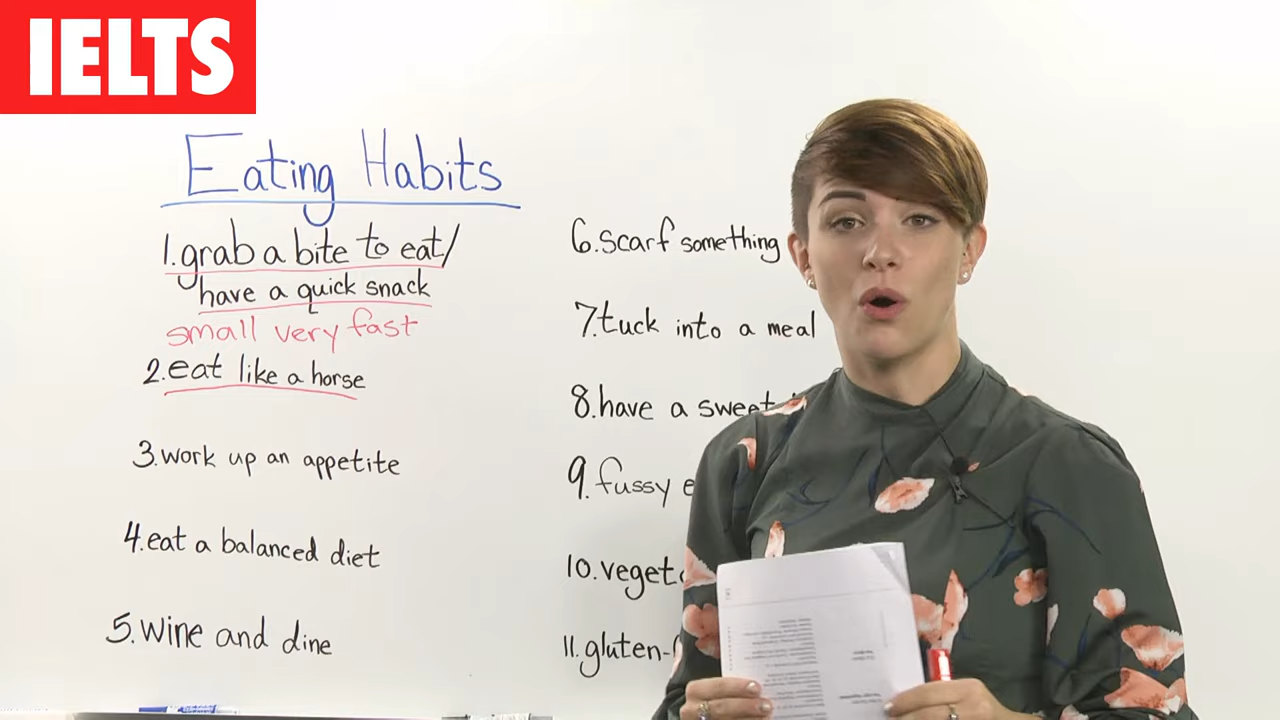 IELTS
Eating Habits
1. grab a bite to eat/
have a quick snack
small very fast
2. eat like a horse
3. work up an appetite
4. eat a balanced diet
5. wine and dine
6. scarf something
7. tuck into a meal
8. have a sweet
9. fussy
10.
11. gluten-